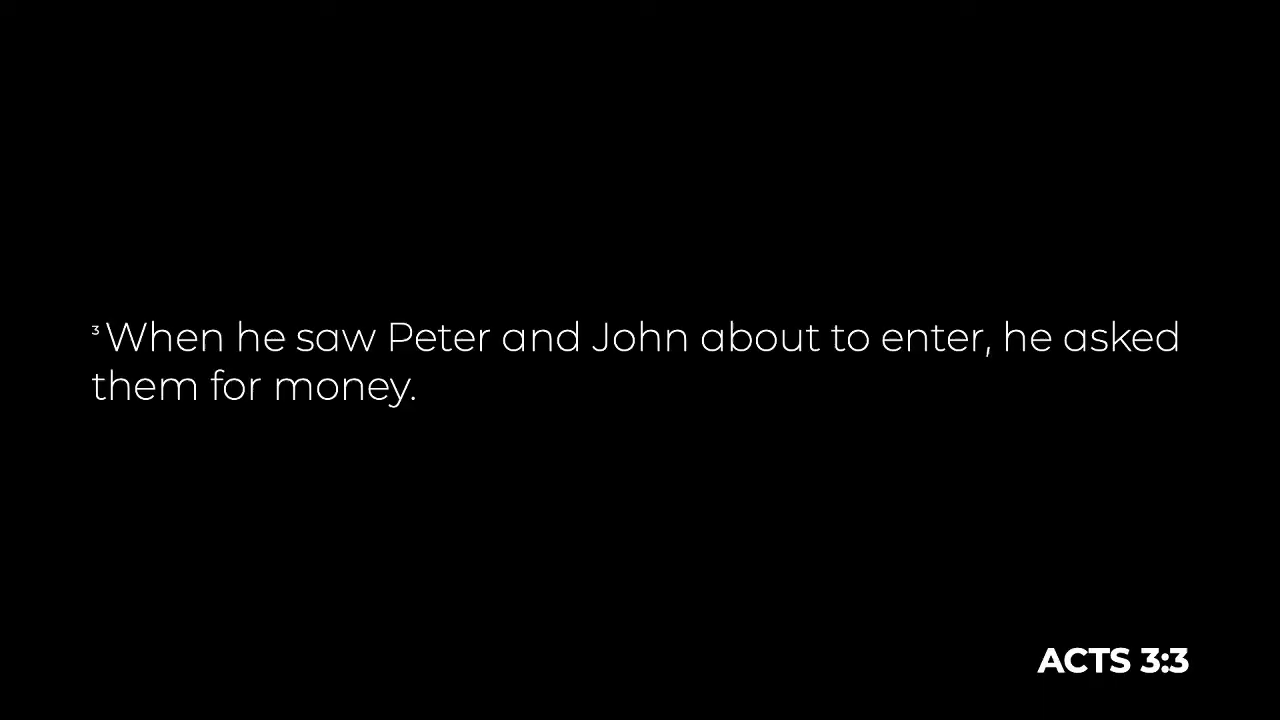 ³ When he saw Peter and John about to enter, he asked
them for money.
ACTS 3:3